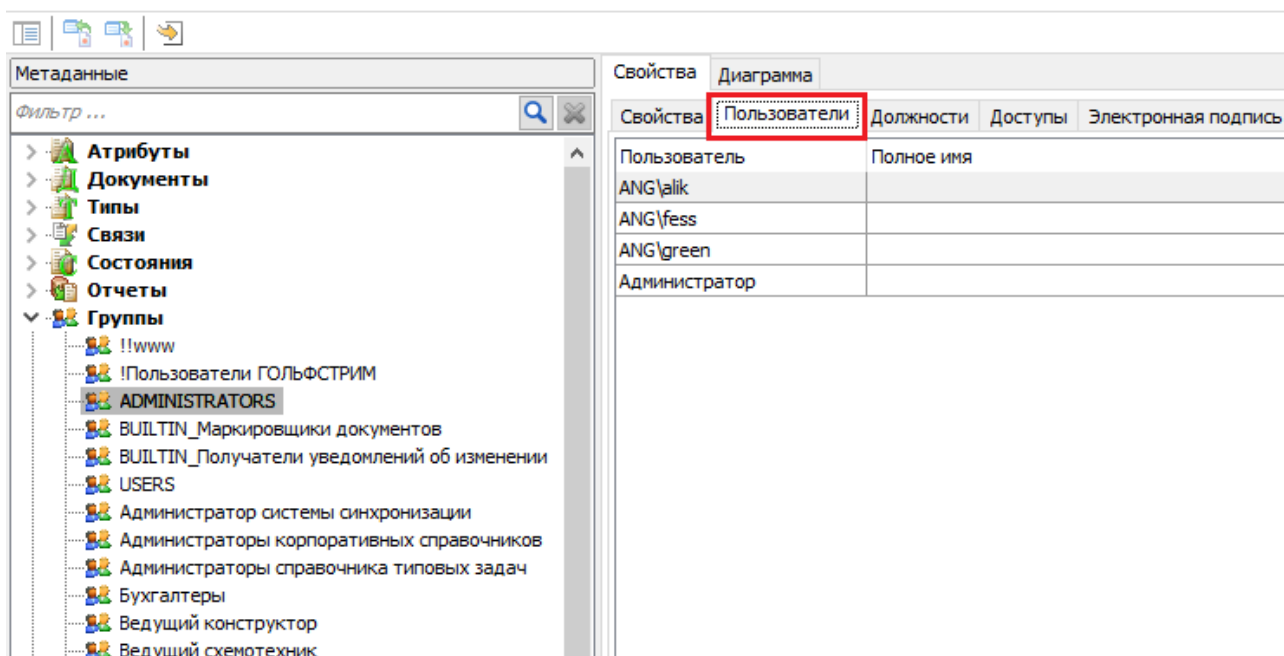 Метаданные
Фильтр ...
Атрибуты
Документы
Типы
Связи
Состояния
Отчеты
Группы
!!www
!Пользователи ГОЛЬФСТРИМ
ADMINISTRATORS
BUILTIN_Маркировщики документов
BUILTIN_Получатели уведомлений об изменении
USERS
Администратор системы синхронизации
Администраторы корпоративных справочников
Администраторы справочника типовых задач
Бухгалтеры
Ведущий конструктор
Ведущий схемотехник
Свойства Диаграмма
Свойства Пользователи Должности Доступы Электронная подпись
Пользователь Полное имя
ANG\alik
ANG\fess
ANG\green
Администратор